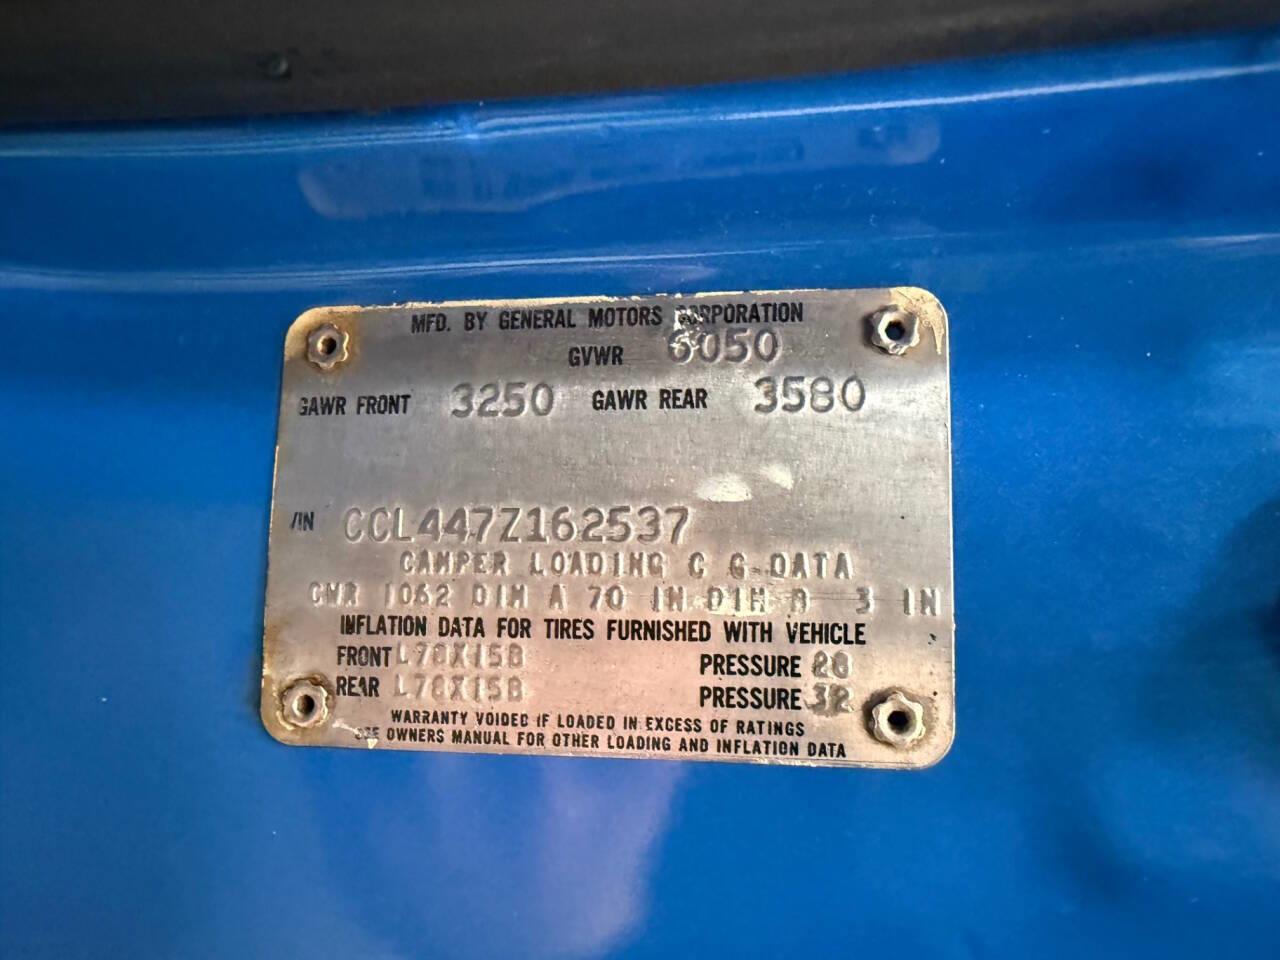 MFD. BY GENERAL MOTORS CORPORATION
GVWR 6050
GAWR FRONT 3250 GAWR REAR 3580
VIN CCL447Z162537
CAMPER LOADING C G-DATA
CWR 1062 DIM A 70 IN DIM B 3 IN
INFLATION DATA FOR TIRES FURNISHED WITH VEHICLE
FRONT L78X15B PRESSURE 28
REAR L78X15B PRESSURE 32
WARRANTY VOIDED IF LOADED IN EXCESS OF RATINGS
SEE OWNERS MANUAL FOR OTHER LOADING AND INFLATION DATA